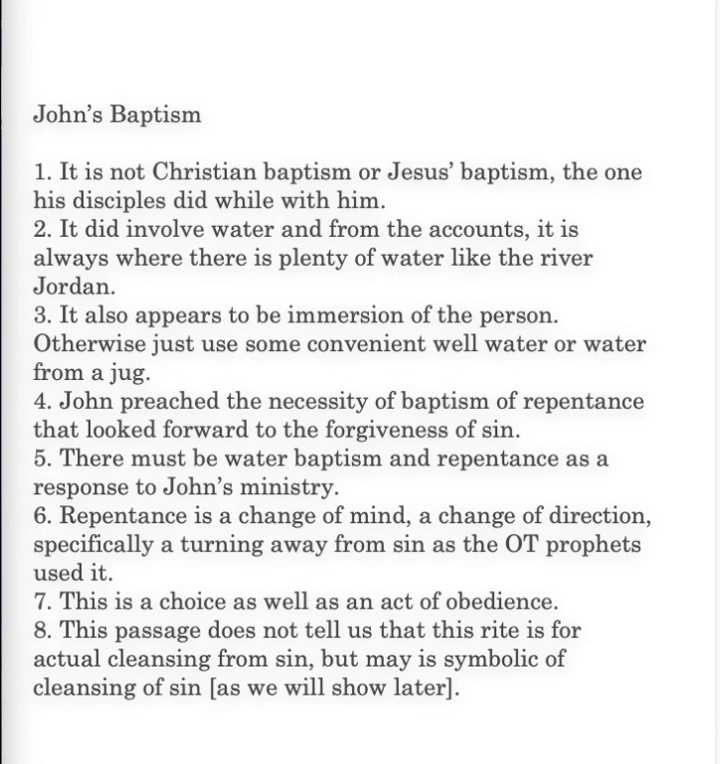 John’s Baptism
1. It is not Christian baptism or Jesus’ baptism, the one
his disciples did while with him.
2. It did involve water and from the accounts, it is
always where there is plenty of water like the river
Jordan.
3. It also appears to be immersion of the person.
Otherwise just use some convenient well water or water
from a jug.
4. John preached the necessity of baptism of repentance
that looked forward to the forgiveness of sin.
5. There must be water baptism and repentance as a
response to John’s ministry.
6. Repentance is a change of mind, a change of direction,
specifically a turning away from sin as the OT prophets
used it.
7. This is a choice as well as an act of obedience.
8. This passage does not tell us that this rite is for
actual cleansing from sin, but may is symbolic of
cleansing of sin [as we will show later].